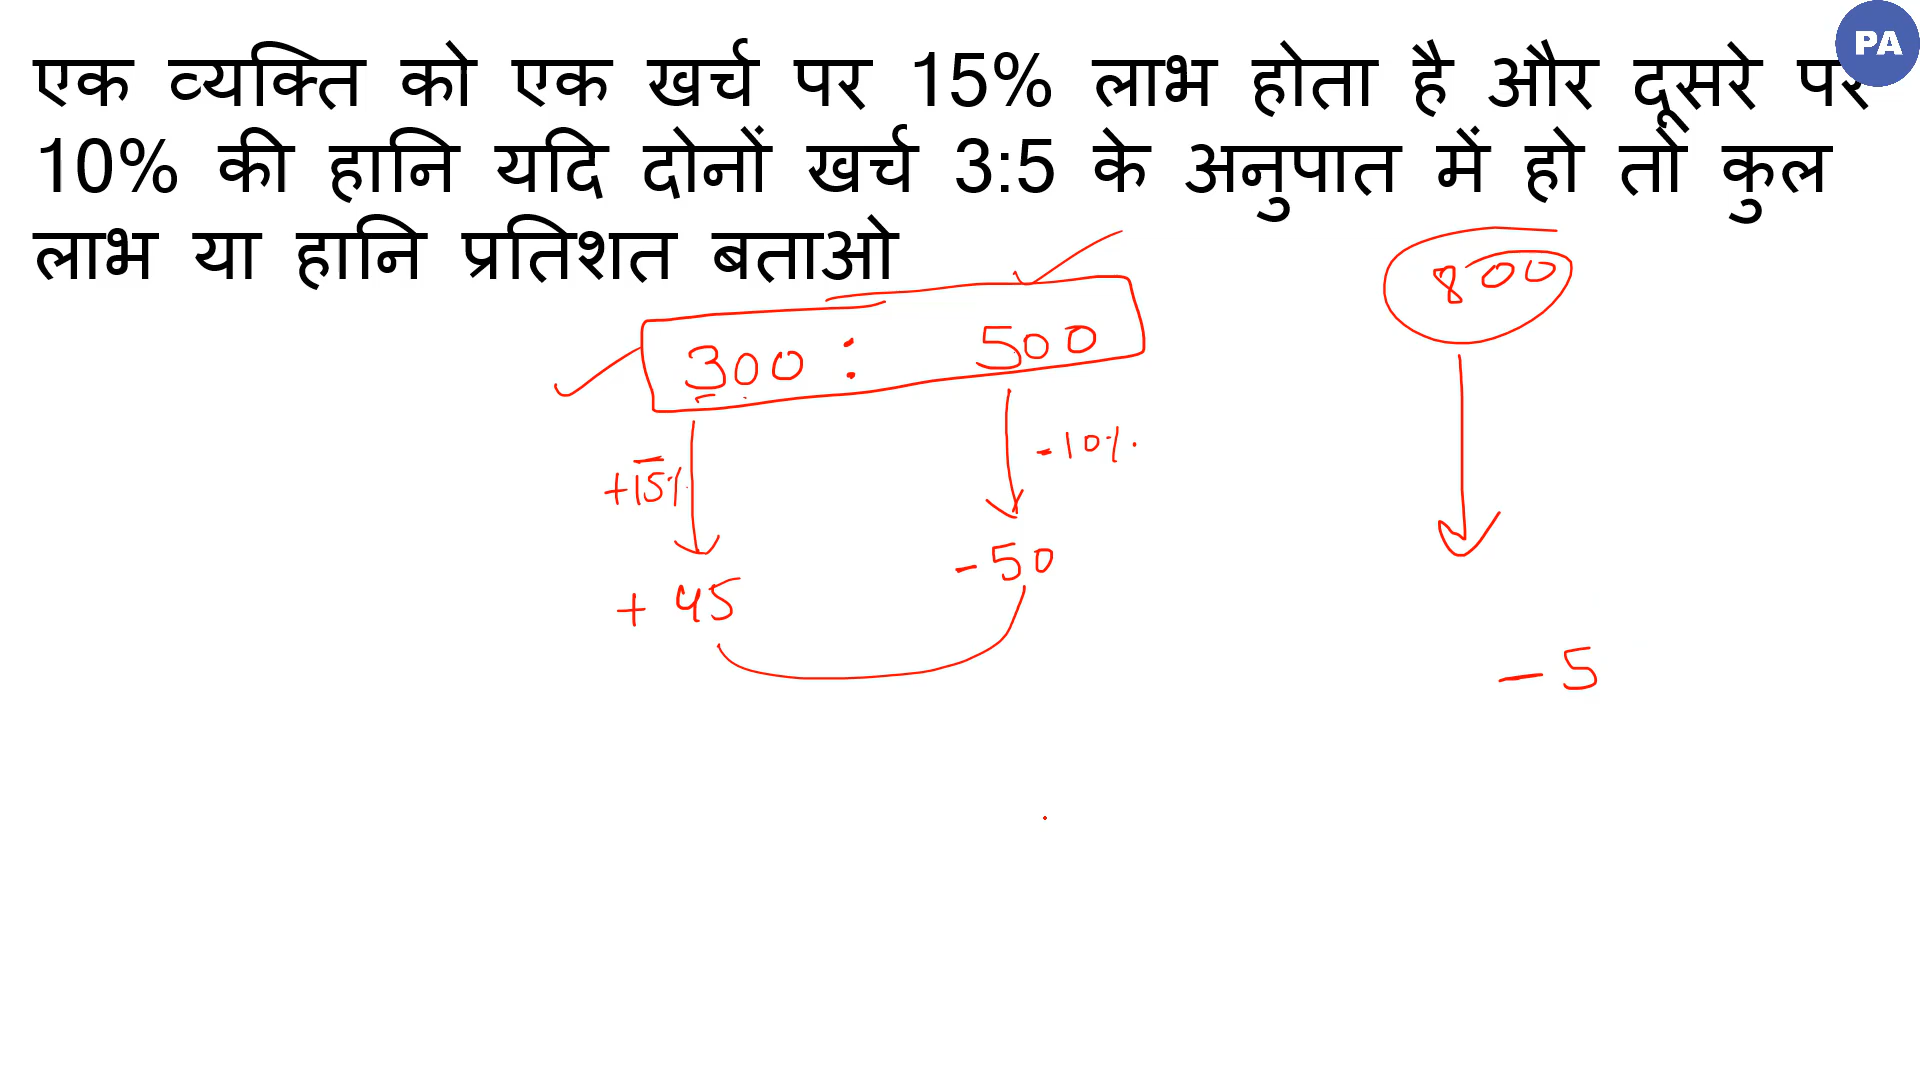 PA
एक व्यक्ति को एक खर्च पर 15% लाभ होता है और दूसरे पर
10% की हानि यदि दोनों खर्च 3:5 के अनुपात में हो तो कुल
लाभ या हानि प्रतिशत बताओ
800
300 : 500
-10%
+15%
-50
+ 45
-5